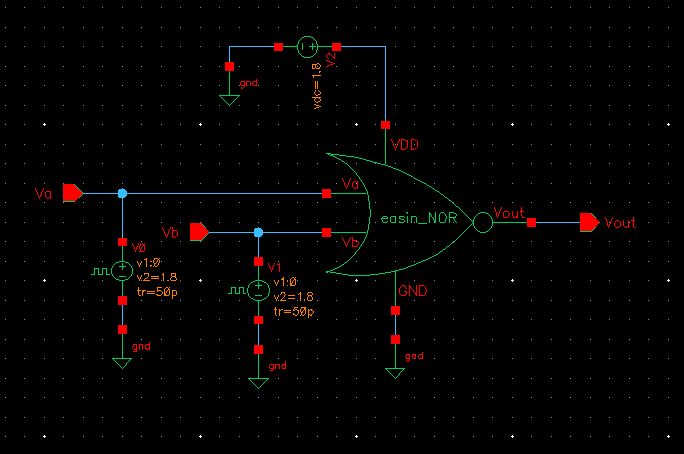 V2
gnd
vdc=1.8
VDD
Va
Va
easin_NOR
Vout
Vout
Vb
Vb
V0
v1:0
v2=1.8
tr=50p
V1
v1:0
v2=1.8
tr=50p
GND
gnd
gnd
gnd